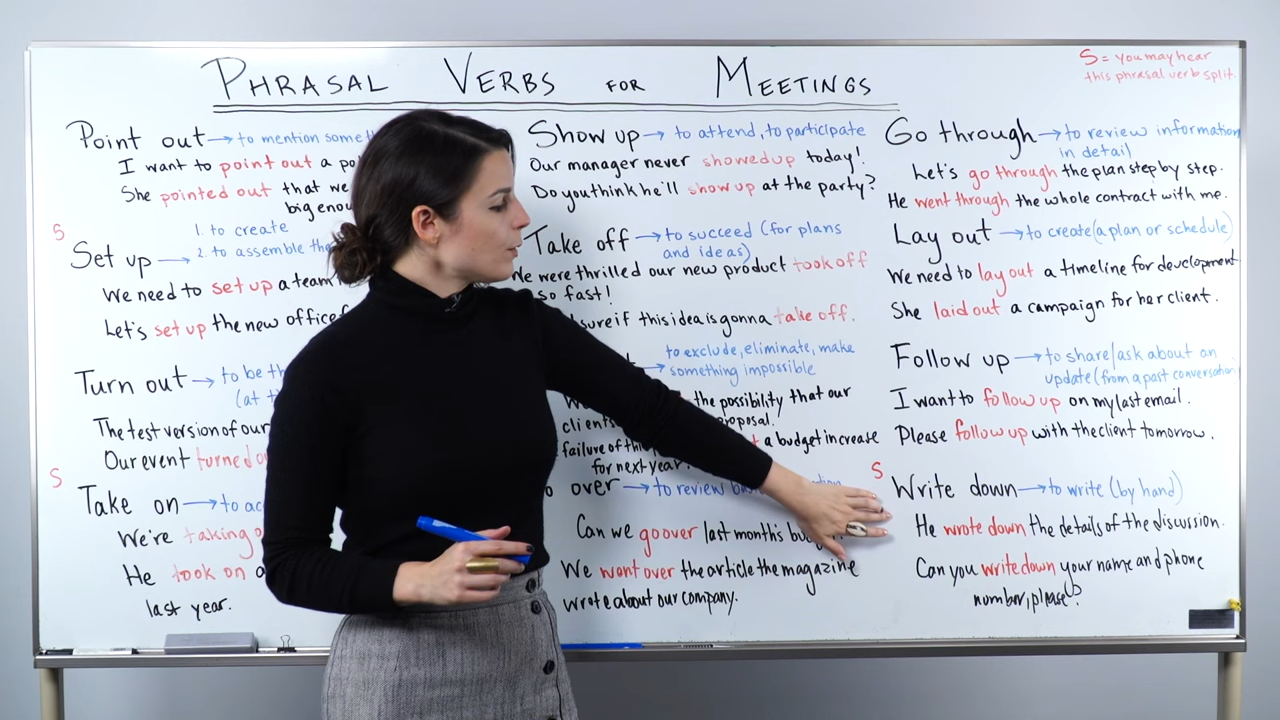 PHRASAL VERBS FOR MEETINGS
S = you may hear
this phrasal verb split.
Point out → to mention
I want to point out a
She pointed out that we
big
S
1. to create
Set up → 2. to assemble
We need to set up a team
Let's set up the new office
Turn out → to be
(at
The test version of our
Our event turned
S
Take on → to
We're taking
He took on a
last year.
Show up → to attend, to participate
Our manager never showed up today!
Do you think he'll show up at the party?
Take off → to succeed (for plans
and ideas)
We were thrilled our new product took off
so fast!
sure if this idea is gonna take off.
→ to exclude, eliminate, make
something impossible
the possibility that our
clients
failure of this a budget increase
for next year.
over → to review
Can we go over last month's
We went over the article the magazine
wrote about our company.
Go through → to review information
in detail
Let's go through the plan step by step.
He went through the whole contract with me.
Lay out → to create (a plan or schedule)
We need to lay out a timeline for development
She laid out a campaign for her client.
Follow up → to share/ask about an
update (from a past conversation)
I want to follow up on my last email.
Please follow up with the client tomorrow.
S
Write down → to write (by hand)
He wrote down the details of the discussion.
Can you write down your name and phone
number, please?